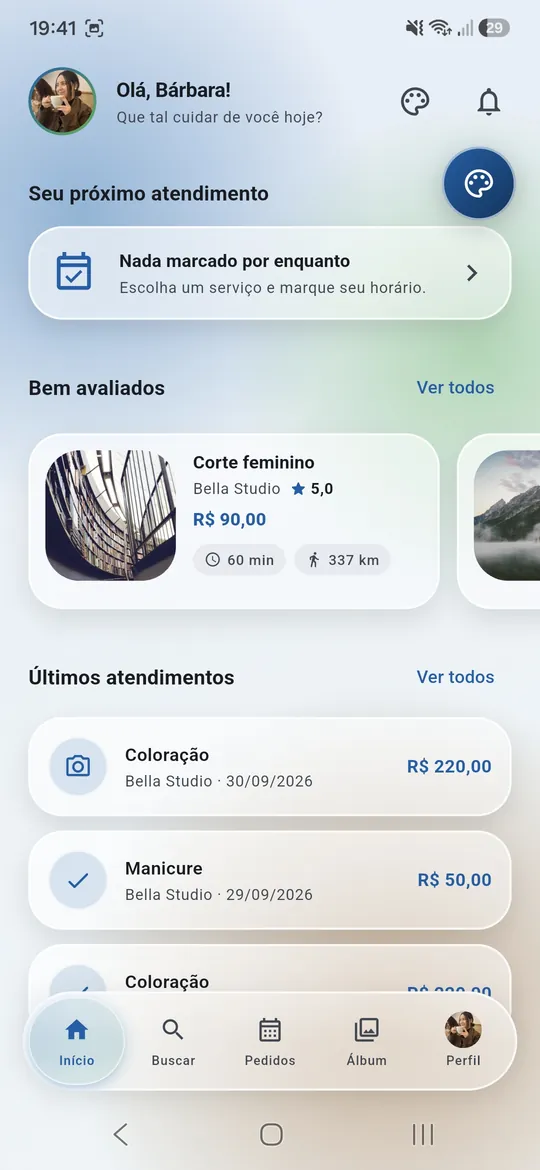 19:41
29
Olá, Bárbara!
Que tal cuidar de você hoje?
Seu próximo atendimento
Nada marcado por enquanto
Escolha um serviço e marque seu horário.
Bem avaliados
Ver todos
Corte feminino
Bella Studio ★ 5,0
R$ 90,00
60 min
337 km
Últimos atendimentos
Ver todos
Coloração
Bella Studio · 30/09/2026
R$ 220,00
Manicure
Bella Studio · 29/09/2026
R$ 50,00
Coloração
R$ 220,00
Início
Buscar
Pedidos
Álbum
Perfil